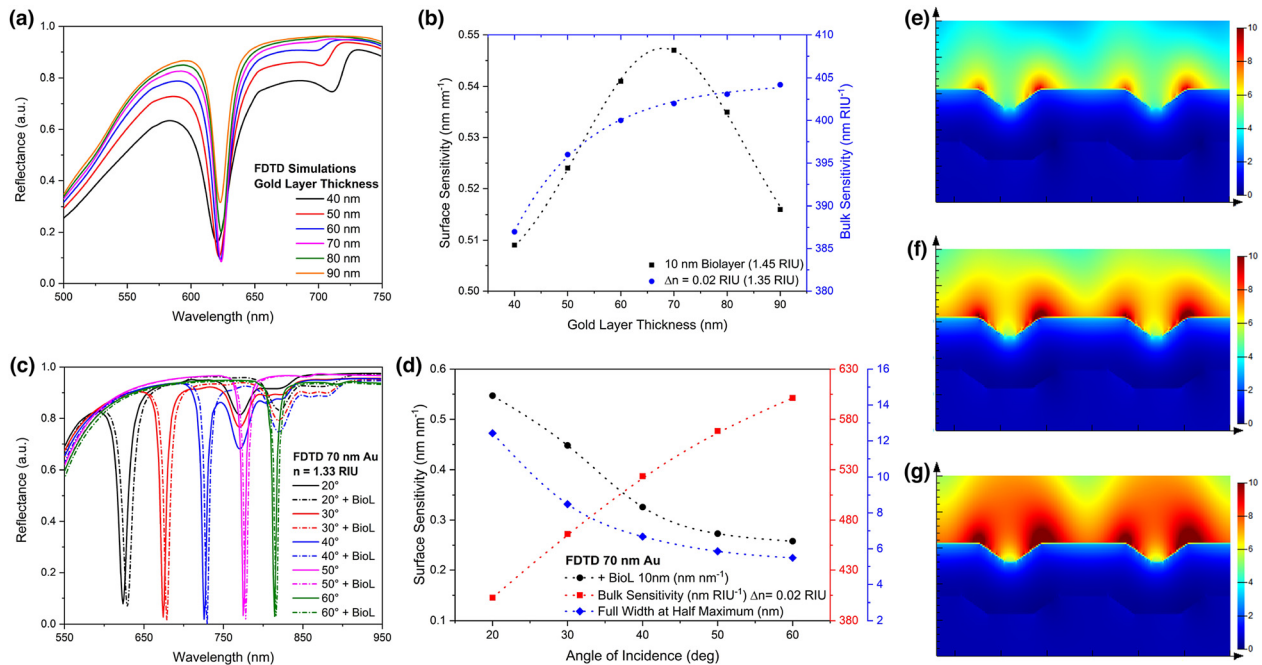 (a)
1.0
0.8
0.6
0.4
0.2
0.0
Reflectance (a.u.)
FDTD Simulations
Gold Layer Thickness
40 nm
50 nm
60 nm
70 nm
80 nm
90 nm
500 550 600 650 700 750
Wavelength (nm)
(b)
0.55
0.54
0.53
0.52
0.51
0.50
Surface Sensitivity (nm nm⁻¹)
10 nm Biolayer (1.45 RIU)
Δn = 0.02 RIU (1.35 RIU)
410
405
400
395
390
385
380
Bulk Sensitivity (nm RIU⁻¹)
40 50 60 70 80 90
Gold Layer Thickness (nm)
(c)
1.0
0.8
0.6
0.4
0.2
0.0
Reflectance (a.u.)
FDTD 70 nm Au
n = 1.33 RIU
20°
20° + BioL
30°
30° + BioL
40°
40° + BioL
50°
50° + BioL
60°
60° + BioL
550 600 650 700 750 800 850 900 950
Wavelength (nm)
(d)
0.6
0.5
0.4
0.3
0.2
0.1
Surface Sensitivity (nm nm⁻¹)
FDTD 70 nm Au
+ BioL 10nm (nm nm⁻¹)
Bulk Sensitivity (nm RIU⁻¹) Δn= 0.02 RIU
Full Width at Half Maximum (nm)
630
580
530
480
430
380
16
14
12
10
8
6
4
2
20 30 40 50 60
Angle of Incidence (deg)
(e)
10
8
6
4
2
0
(f)
10
8
6
4
2
0
(g)
10
8
6
4
2
0